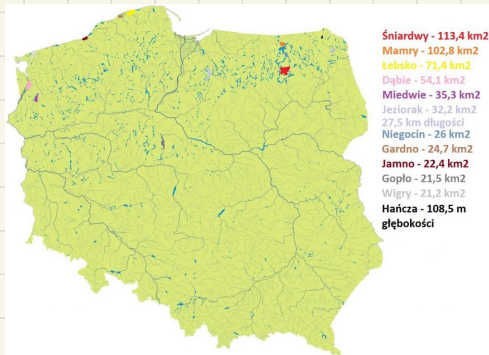 Śniardwy - 113,4 km2
Mamry - 102,8 km2
Łebsko - 71,4 km2
Dąbie - 54,1 km2
Miedwie - 35,3 km2
Jeziorak - 32,2 km2
27,5 km długości
Niegocin - 26 km2
Gardno - 24,7 km2
Jamno - 22,4 km2
Gopło - 21,5 km2
Wigry - 21,2 km2
Hańcza - 108,5 m
głębokości